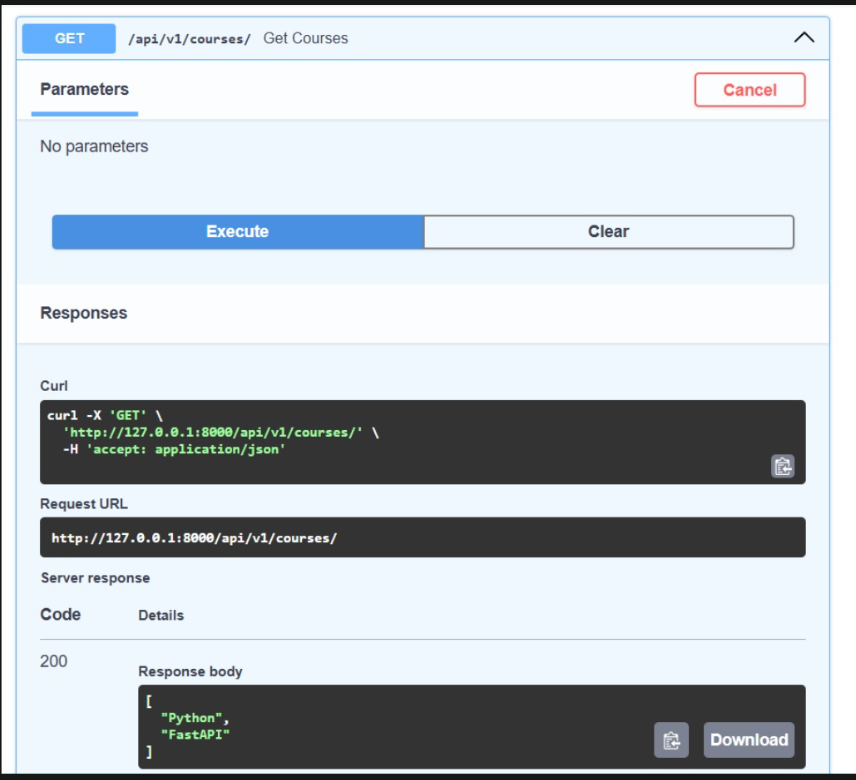 GET /api/v1/courses/ Get Courses
Parameters
Cancel
No parameters
Execute
Clear
Responses
Curl
curl -X 'GET' \
  'http://127.0.0.1:8000/api/v1/courses/' \
  -H 'accept: application/json'
Request URL
http://127.0.0.1:8000/api/v1/courses/
Server response
Code Details
200
Response body
[
  "Python",
  "FastAPI"
]
Download